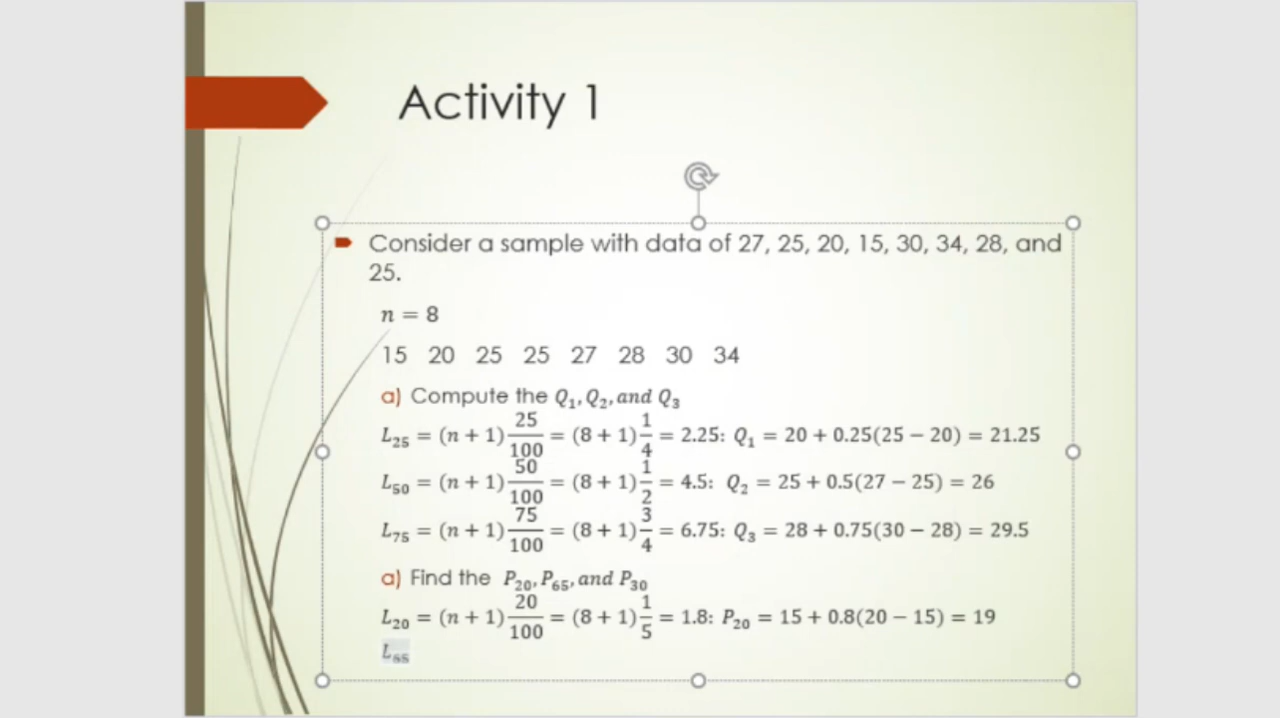 Activity 1
Consider a sample with data of 27, 25, 20, 15, 30, 34, 28, and
25.
n = 8
15 20 25 25 27 28 30 34
a) Compute the Q₁, Q₂, and Q₃
L₂₅ = (n + 1) 25/100 = (8 + 1) 1/4 = 2.25: Q₁ = 20 + 0.25(25 − 20) = 21.25
L₅₀ = (n + 1) 50/100 = (8 + 1) 1/2 = 4.5: Q₂ = 25 + 0.5(27 − 25) = 26
L₇₅ = (n + 1) 75/100 = (8 + 1) 3/4 = 6.75: Q₃ = 28 + 0.75(30 − 28) = 29.5
a) Find the P₂₀, P₆₅, and P₃₀
L₂₀ = (n + 1) 20/100 = (8 + 1) 1/5 = 1.8: P₂₀ = 15 + 0.8(20 − 15) = 19
L₆₅